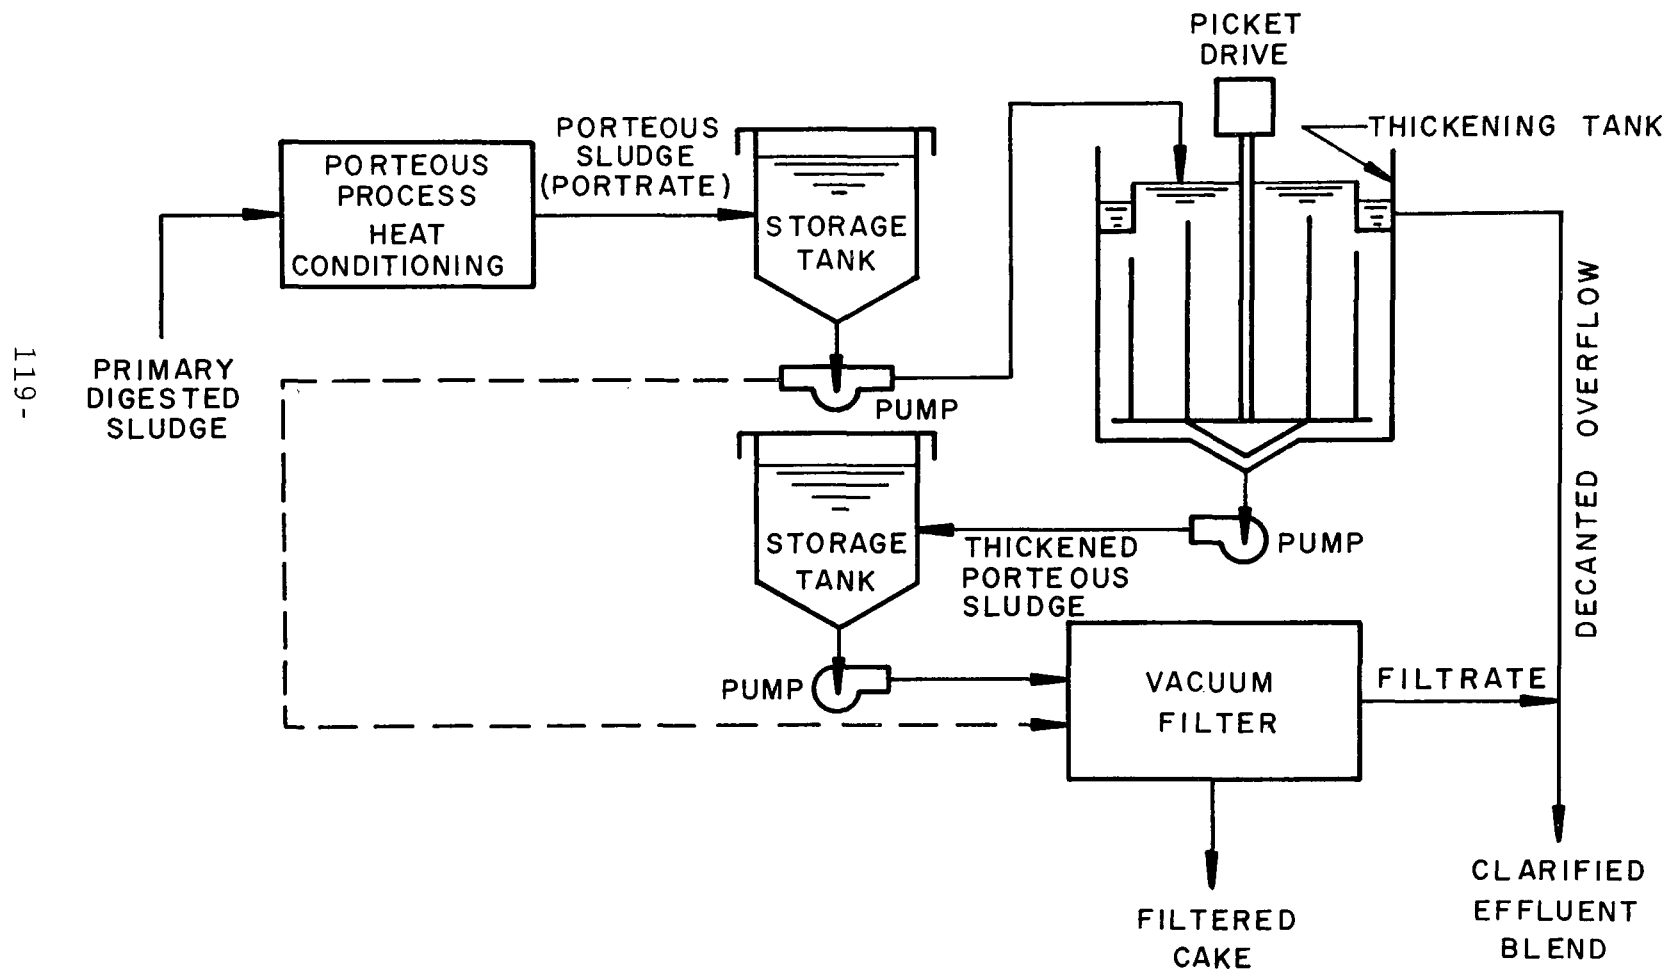 PICKET
DRIVE
THICKENING TANK
PORTEOUS
SLUDGE
(PORTRATE)
PORTEOUS
PROCESS
HEAT
CONDITIONING
STORAGE
TANK
PRIMARY
DIGESTED
SLUDGE
PUMP
DECANTED OVERFLOW
STORAGE
TANK
THICKENED
PORTEOUS
SLUDGE
PUMP
PUMP
VACUUM
FILTER
FILTRATE
FILTERED
CAKE
CLARIFIED
EFFLUENT
BLEND
119-